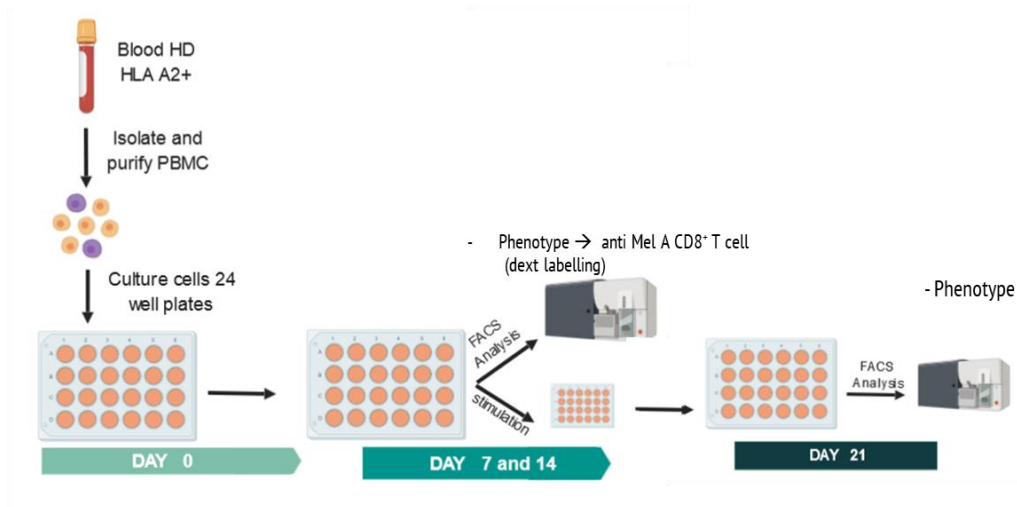 Blood HD
HLA A2+
Isolate and
purify PBMC
Culture cells 24
well plates
DAY 0
- Phenotype → anti Mel A CD8⁺ T cell
(dext labelling)
FACS
Analysis
stimulation
DAY 7 and 14
- Phenotype
FACS
Analysis
DAY 21